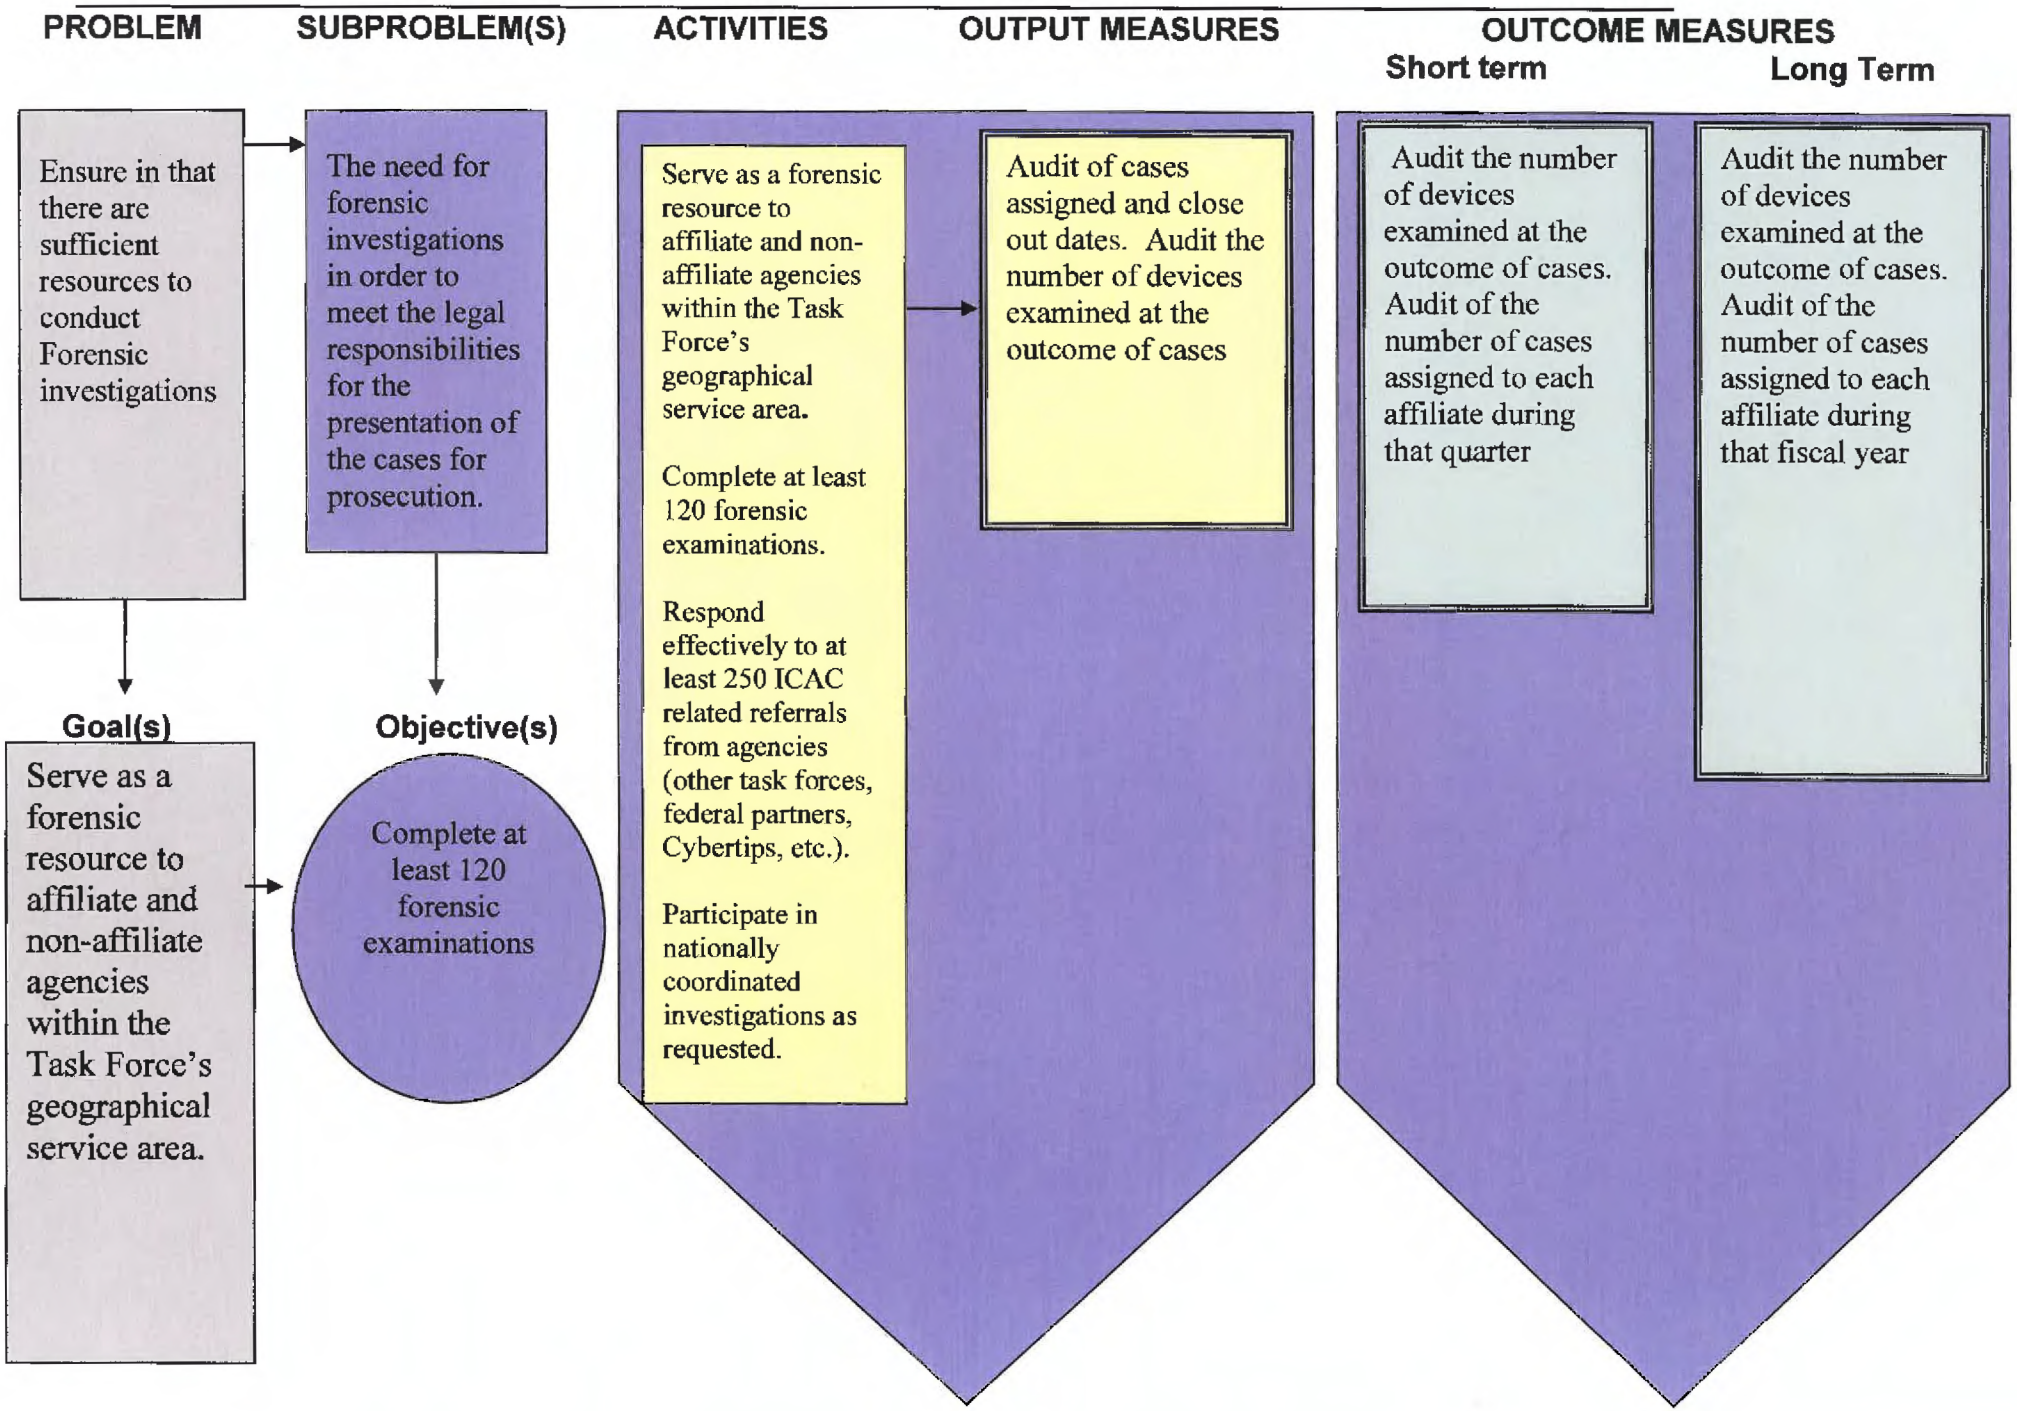 PROBLEM
SUBPROBLEM(S)
ACTIVITIES
OUTPUT MEASURES
OUTCOME MEASURES
Short term
Long Term
Ensure in that
there are
sufficient
resources to
conduct
Forensic
investigations
The need for
forensic
investigations
in order to
meet the legal
responsibilities
for the
presentation of
the cases for
prosecution.
Goal(s)
Serve as a
forensic
resource to
affiliate and
non-affiliate
agencies
within the
Task Force's
geographical
service area.
Objective(s)
Complete at
least 120
forensic
examinations
Serve as a forensic
resource to
affiliate and non-
affiliate agencies
within the Task
Force's
geographical
service area.
Complete at least
120 forensic
examinations.
Respond
effectively to at
least 250 ICAC
related referrals
from agencies
(other task forces,
federal partners,
Cybertips, etc.).
Participate in
nationally
coordinated
investigations as
requested.
Audit of cases
assigned and close
out dates.  Audit the
number of devices
examined at the
outcome of cases
Audit the number
of devices
examined at the
outcome of cases.
Audit of the
number of cases
assigned to each
affiliate during
that quarter
Audit the number
of devices
examined at the
outcome of cases.
Audit of the
number of cases
assigned to each
affiliate during
that fiscal year